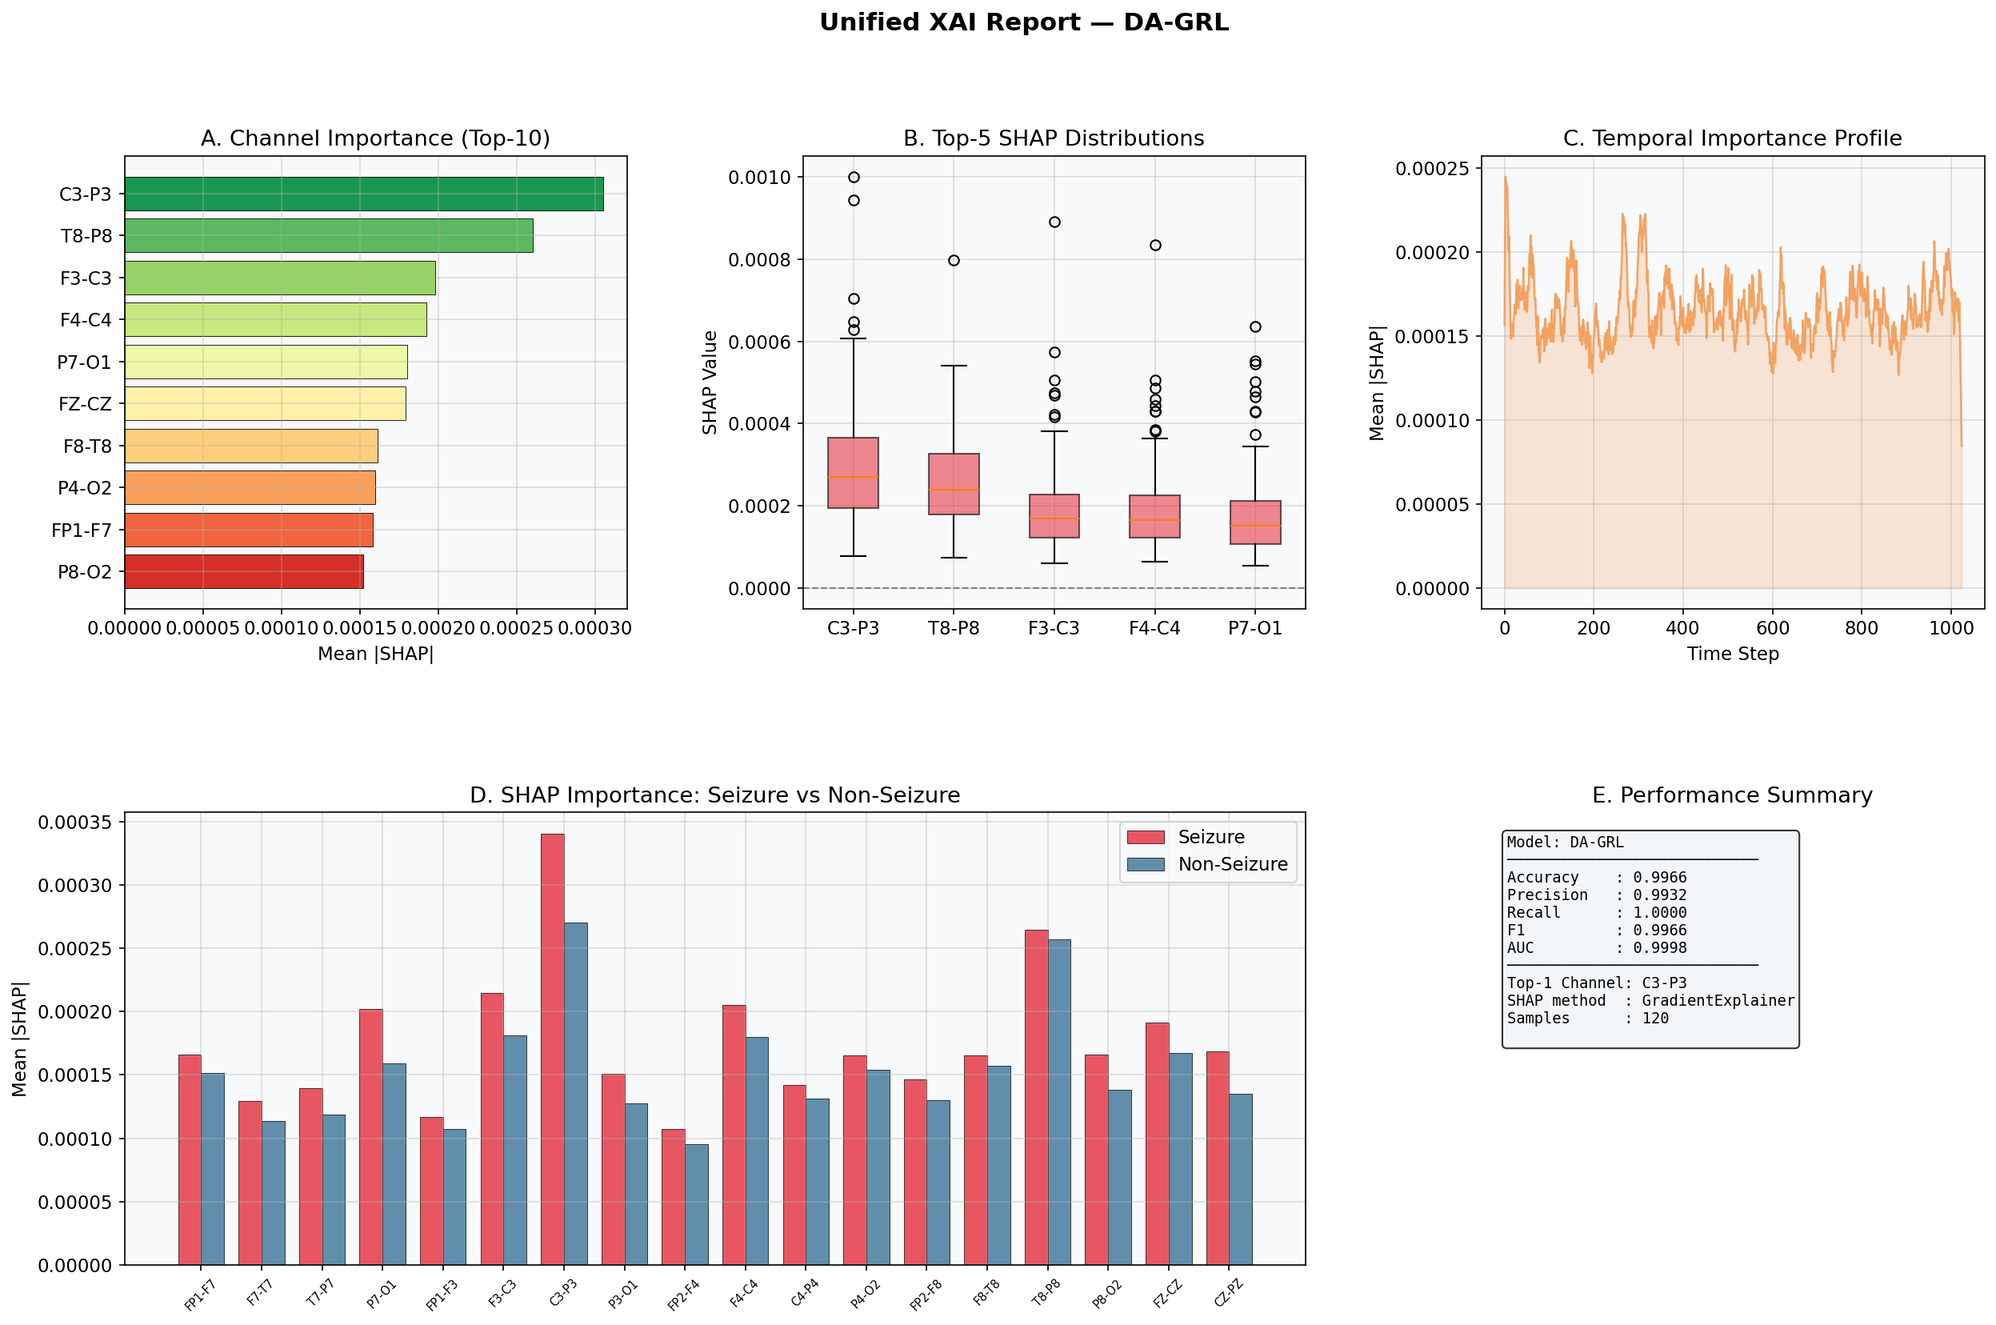 Unified XAI Report — DA-GRL
A. Channel Importance (Top-10)
C3-P3
T8-P8
F3-C3
F4-C4
P7-O1
FZ-CZ
F8-T8
P4-O2
FP1-F7
P8-O2
0.00000 0.00005 0.00010 0.00015 0.00020 0.00025 0.00030
Mean |SHAP|
B. Top-5 SHAP Distributions
SHAP Value
0.0010
0.0008
0.0006
0.0004
0.0002
0.0000
C3-P3 T8-P8 F3-C3 F4-C4 P7-O1
C. Temporal Importance Profile
Mean |SHAP|
0.00025
0.00020
0.00015
0.00010
0.00005
0.00000
0 200 400 600 800 1000
Time Step
D. SHAP Importance: Seizure vs Non-Seizure
Mean |SHAP|
0.00035
0.00030
0.00025
0.00020
0.00015
0.00010
0.00005
0.00000
Seizure
Non-Seizure
FP1-F7 F7-T7 T7-P7 P7-O1 FP1-F3 F3-C3 C3-P3 P3-O1 FP2-F4 F4-C4 C4-P4 P4-O2 FP2-F8 F8-T8 T8-P8 P8-O2 FZ-CZ CZ-PZ
E. Performance Summary
Model: DA-GRL
Accuracy : 0.9966
Precision : 0.9932
Recall : 1.0000
F1 : 0.9966
AUC : 0.9998
Top-1 Channel: C3-P3
SHAP method : GradientExplainer
Samples : 120